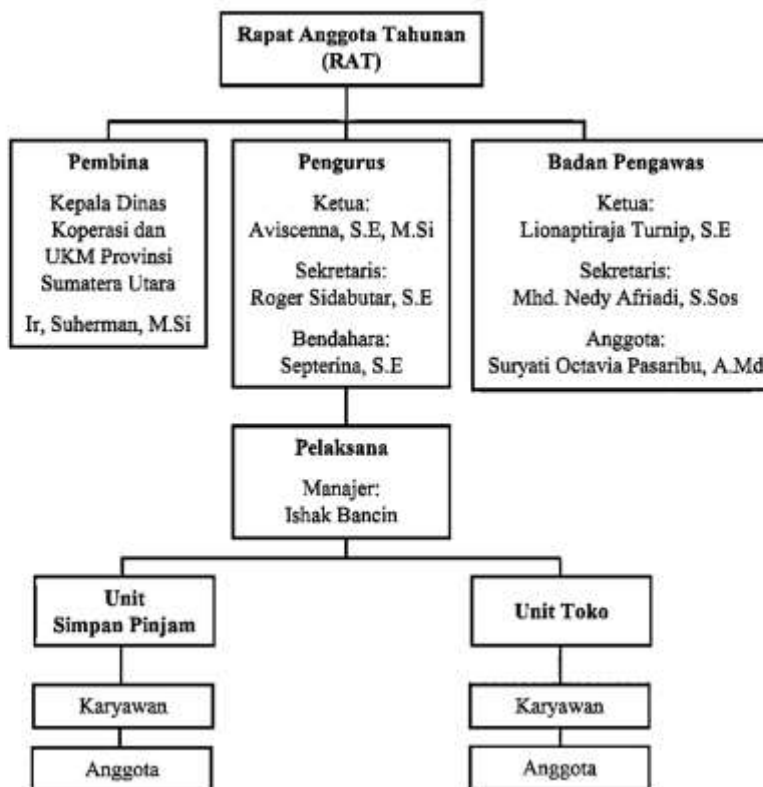 Rapat Anggota Tahunan
(RAT)
Pembina
Kepala Dinas
Koperasi dan
UKM Provinsi
Sumatera Utara
Ir, Suherman, M.Si
Pengurus
Ketua:
Aviscenna, S.E, M.Si
Sekretaris:
Roger Sidabutar, S.E
Bendahara:
Septerina, S.E
Badan Pengawas
Ketua:
Lionaptiraja Turnip, S.E
Sekretaris:
Mhd. Nedy Afriadi, S.Sos
Anggota:
Suryati Octavia Pasaribu, A.Md
Pelaksana
Manajer:
Ishak Bancin
Unit
Simpan Pinjam
Karyawan
Anggota
Unit Toko
Karyawan
Anggota